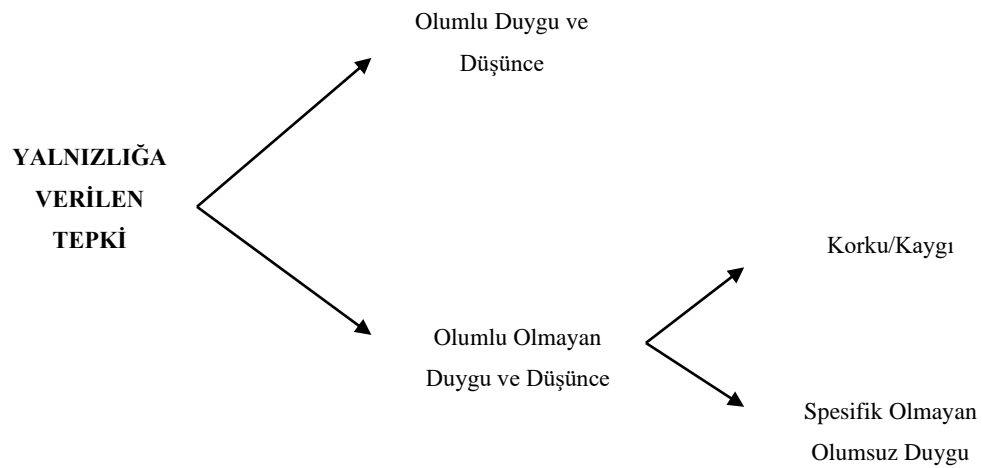 Olumlu Duygu ve
Düşünce
YALNIZLIĞA
VERİLEN
TEPKİ
Korku/Kaygı
Olumlu Olmayan
Duygu ve Düşünce
Spesifik Olmayan
Olumsuz Duygu